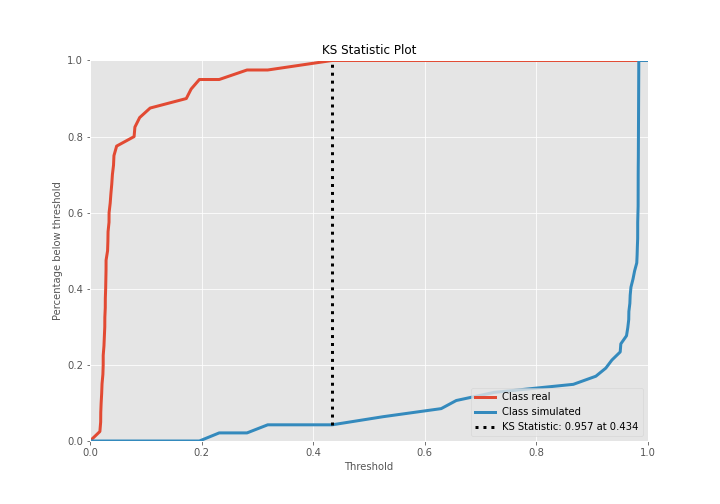 KS Statistic Plot
1.0
0.8
0.6
0.4
0.2
0.0
Percentage below threshold
0.0 0.2 0.4 0.6 0.8 1.0
Threshold
Class real
Class simulated
KS Statistic: 0.957 at 0.434